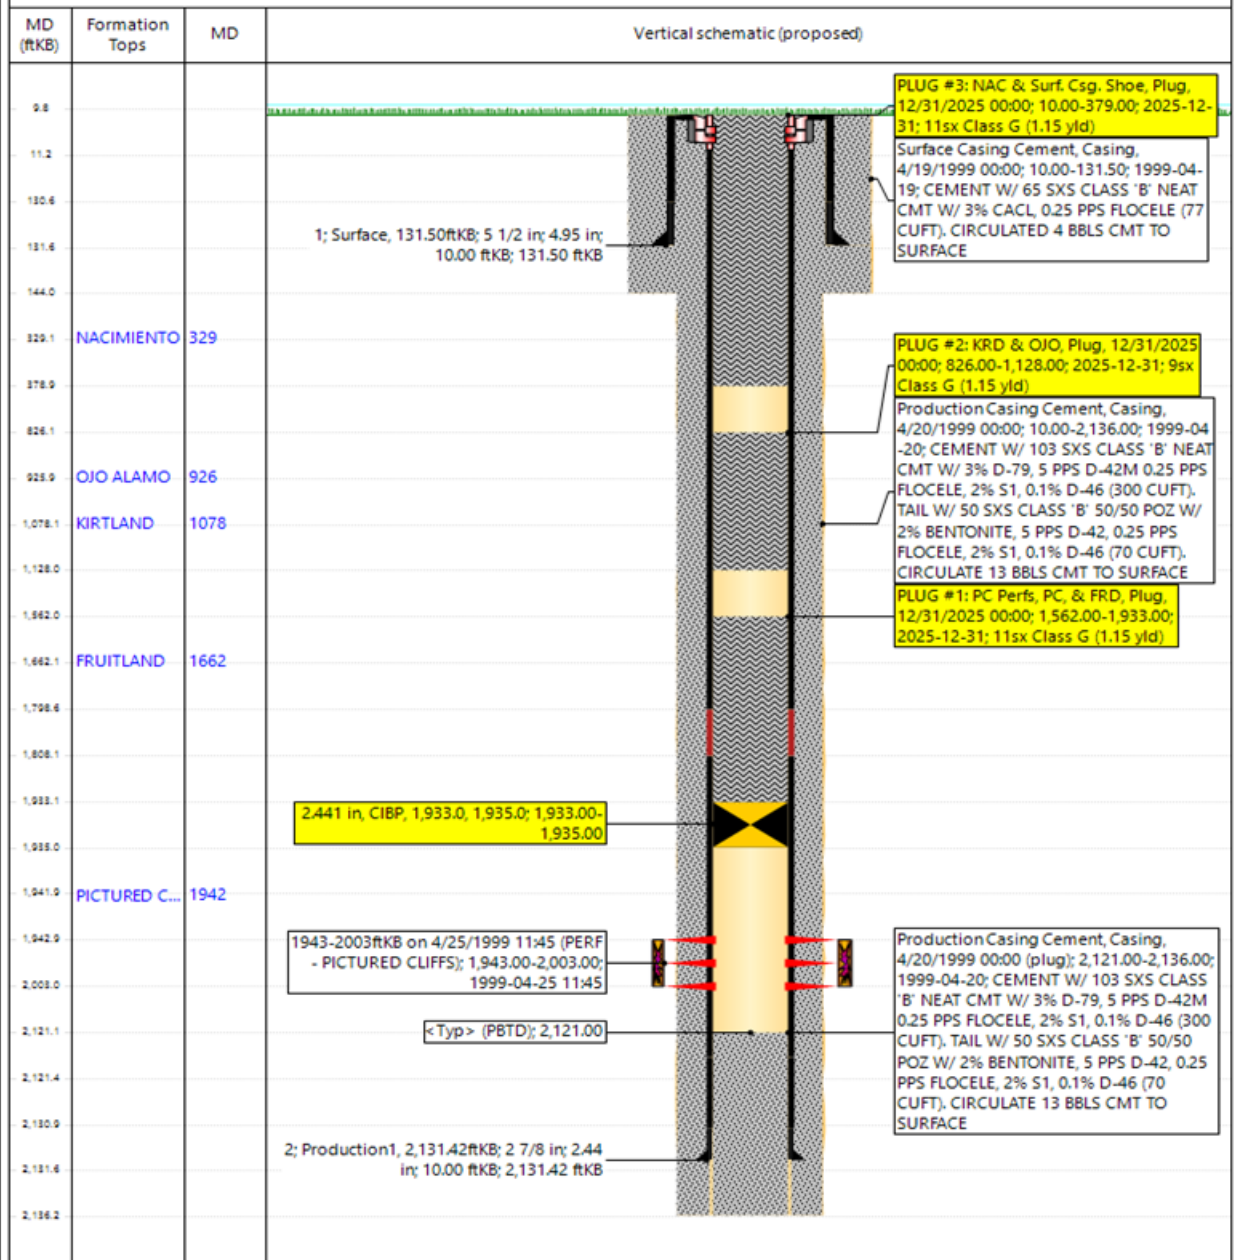 MD
(ftKB)
Formation
Tops
MD
Vertical schematic (proposed)
PLUG #3: NAC & Surf. Csg. Shoe, Plug,
12/31/2025 00:00; 10.00-379.00; 2025-12-
31; 11sx Class G (1.15 yld)
Surface Casing Cement, Casing,
4/19/1999 00:00; 10.00-131.50; 1999-04-
19; CEMENT W/ 65 SXS CLASS 'B' NEAT
CMT W/ 3% CACL, 0.25 PPS FLOCELE (77
CUFT). CIRCULATED 4 BBLS CMT TO
SURFACE
1; Surface, 131.50ftKB; 5 1/2 in; 4.95 in;
10.00 ftKB; 131.50 ftKB
9.8
11.2
130.6
131.6
144.0
329.1
NACIMIENTO 329
378.9
826.1
925.9
OJO ALAMO 926
1,078.1
KIRTLAND 1078
1,128.0
1,562.0
1,662.1
FRUITLAND 1662
1,798.6
1,808.1
1,933.1
1,935.0
1,941.9
PICTURED C... 1942
1,942.9
2,003.0
2,121.1
2,121.4
2,130.9
2,131.6
2,136.2
PLUG #2: KRD & OJO, Plug, 12/31/2025
00:00; 826.00-1,128.00; 2025-12-31; 9sx
Class G (1.15 yld)
Production Casing Cement, Casing,
4/20/1999 00:00; 10.00-2,136.00; 1999-04
-20; CEMENT W/ 103 SXS CLASS 'B' NEAT
CMT W/ 3% D-79, 5 PPS D-42M 0.25 PPS
FLOCELE, 2% S1, 0.1% D-46 (300 CUFT).
TAIL W/ 50 SXS CLASS 'B' 50/50 POZ W/
2% BENTONITE, 5 PPS D-42, 0.25 PPS
FLOCELE, 2% S1, 0.1% D-46 (70 CUFT).
CIRCULATE 13 BBLS CMT TO SURFACE
PLUG #1: PC Perfs, PC, & FRD, Plug,
12/31/2025 00:00; 1,562.00-1,933.00;
2025-12-31; 11sx Class G (1.15 yld)
2.441 in, CIBP, 1,933.0, 1,935.0; 1,933.00-
1,935.00
1943-2003ftKB on 4/25/1999 11:45 (PERF
- PICTURED CLIFFS); 1,943.00-2,003.00;
1999-04-25 11:45
<Typ> (PBTD); 2,121.00
Production Casing Cement, Casing,
4/20/1999 00:00 (plug); 2,121.00-2,136.00;
1999-04-20; CEMENT W/ 103 SXS CLASS
'B' NEAT CMT W/ 3% D-79, 5 PPS D-42M
0.25 PPS FLOCELE, 2% S1, 0.1% D-46 (300
CUFT). TAIL W/ 50 SXS CLASS 'B' 50/50
POZ W/ 2% BENTONITE, 5 PPS D-42, 0.25
PPS FLOCELE, 2% S1, 0.1% D-46 (70
CUFT). CIRCULATE 13 BBLS CMT TO
SURFACE
2; Production1, 2,131.42ftKB; 2 7/8 in; 2.44
in; 10.00 ftKB; 2,131.42 ftKB